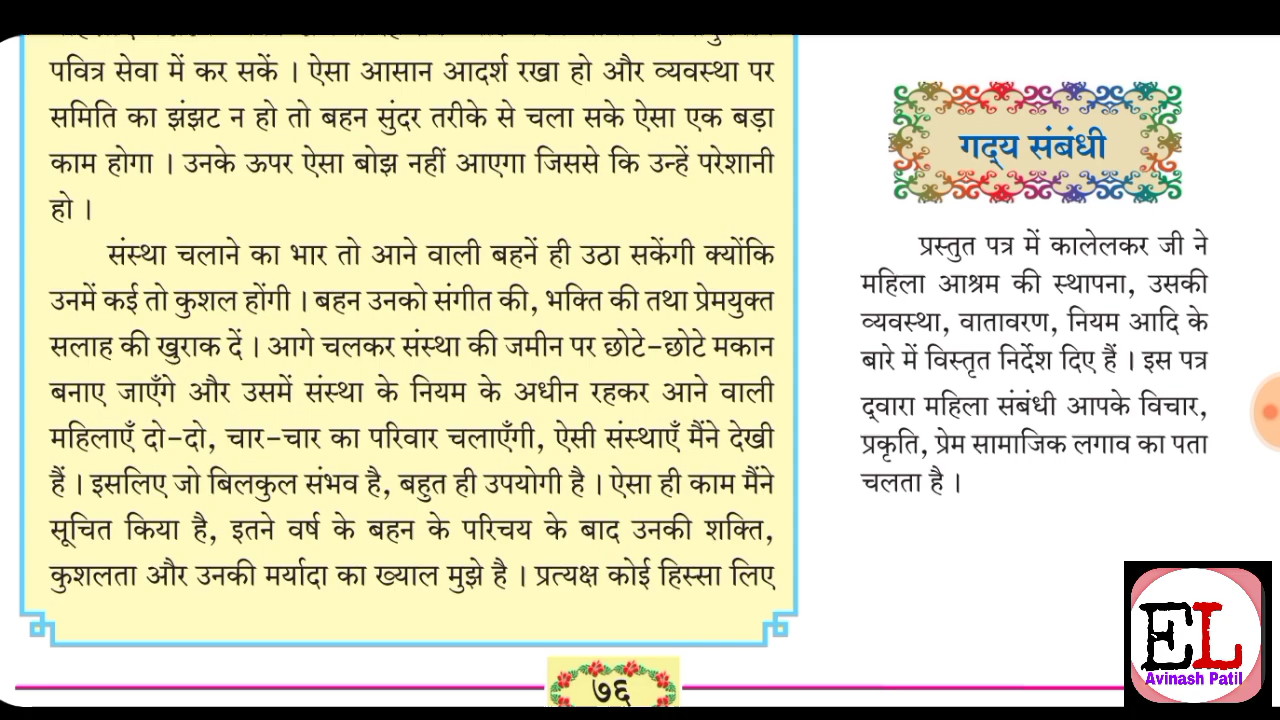 पवित्र सेवा में कर सकें । ऐसा आसान आदर्श रखा हो और व्यवस्था पर
समिति का झंझट न हो तो बहन सुंदर तरीके से चला सके ऐसा एक बड़ा
काम होगा । उनके ऊपर ऐसा बोझ नहीं आएगा जिससे कि उन्हें परेशानी
हो ।
संस्था चलाने का भार तो आने वाली बहनें ही उठा सकेंगी क्योंकि
उनमें कई तो कुशल होंगी । बहन उनको संगीत की, भक्ति की तथा प्रेमयुक्त
सलाह की खुराक दें । आगे चलकर संस्था की जमीन पर छोटे-छोटे मकान
बनाए जाएँगे और उसमें संस्था के नियम के अधीन रहकर आने वाली
महिलाएँ दो-दो, चार-चार का परिवार चलाएँगी, ऐसी संस्थाएँ मैंने देखी
हैं । इसलिए जो बिलकुल संभव है, बहुत ही उपयोगी है । ऐसा ही काम मैंने
सूचित किया है, इतने वर्ष के बहन के परिचय के बाद उनकी शक्ति,
कुशलता और उनकी मर्यादा का ख्याल मुझे है । प्रत्यक्ष कोई हिस्सा लिए
७६
गद्‌य संबंधी
प्रस्तुत पत्र में कालेलकर जी ने
महिला आश्रम की स्थापना, उसकी
व्यवस्था, वातावरण, नियम आदि के
बारे में विस्तृत निर्देश दिए हैं । इस पत्र
द्‌वारा महिला संबंधी आपके विचार,
प्रकृति, प्रेम सामाजिक लगाव का पता
चलता है ।
EL
Avinash Patil